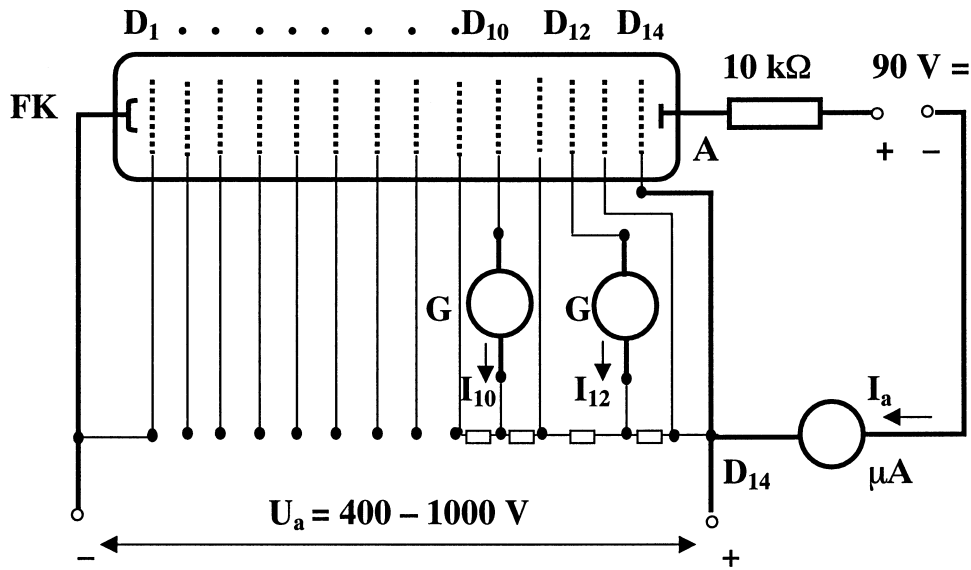 D₁ . . . . . . . .D₁₀ D₁₂ D₁₄
10 kΩ 90 V =
FK
A
+ –
G G
I₁₀ I₁₂ Iₐ
D₁₄ μA
Uₐ = 400 – 1000 V
– +